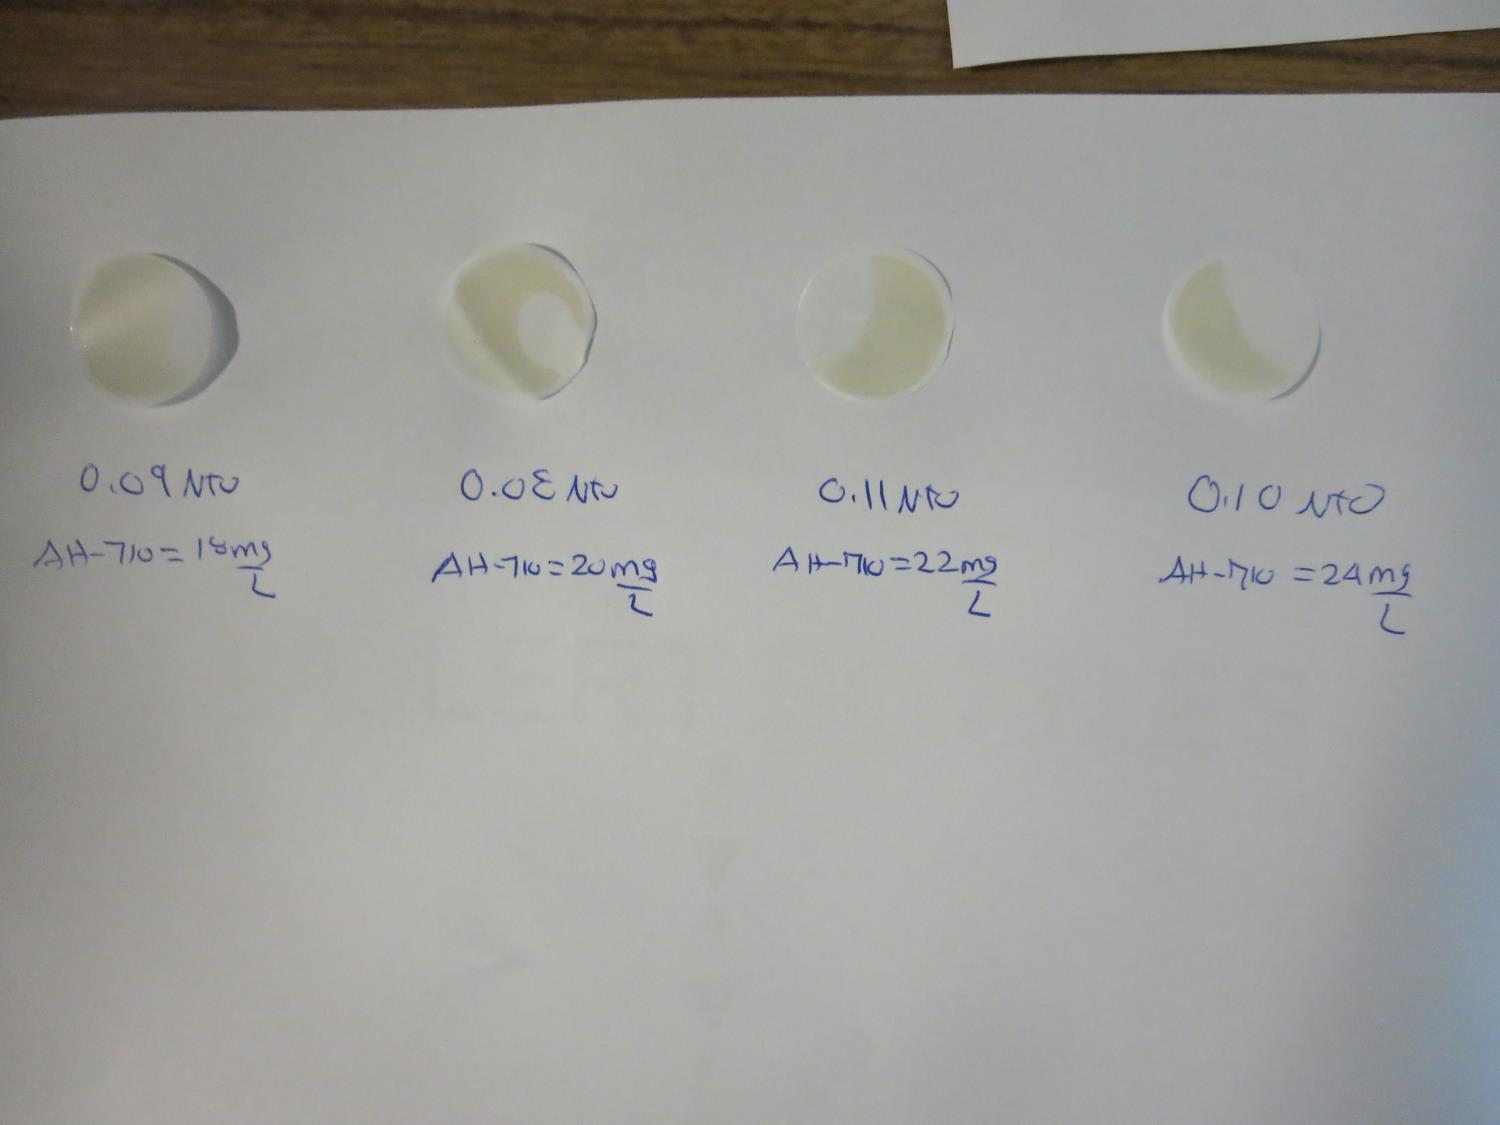 0.09 NTU
AH-710 = 18 mg/L
0.08 NTU
AH-710 = 20 mg/L
0.11 NTU
AH-710 = 22 mg/L
0.10 NTU
AH-710 = 24 mg/L